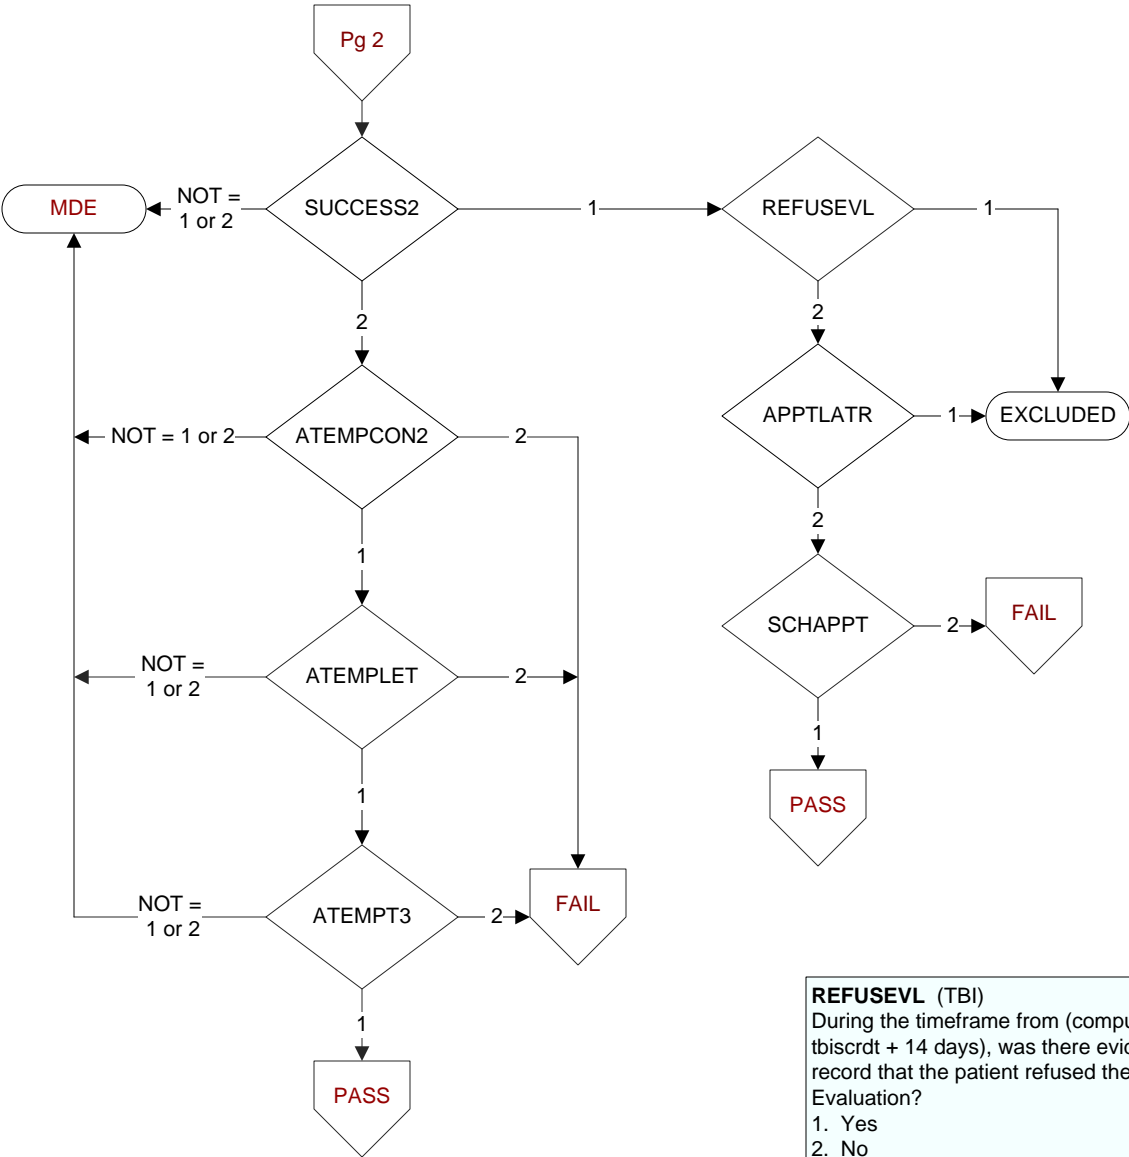 Pg 2
MDE
NOT =
1 or 2
SUCCESS2
1
REFUSEVL
1
2
2
NOT = 1 or 2
ATEMPCON2
2
APPTLATR
1
EXCLUDED
1
2
NOT =
1 or 2
ATEMPLET
2
SCHAPPT
2
FAIL
1
1
PASS
NOT =
1 or 2
ATEMPT3
2
FAIL
1
PASS
REFUSEVL (TBI)
During the timeframe from (compu
tbiscrdt + 14 days), was there evid
record that the patient refused the
Evaluation?
1. Yes
2. No